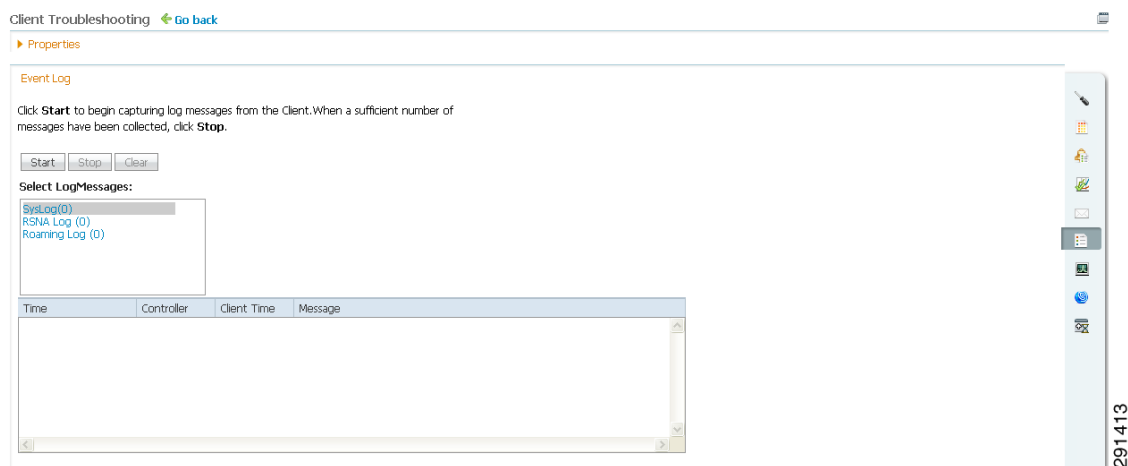 Client Troubleshooting Go back
Properties
Event Log
Click Start to begin capturing log messages from the Client.When a sufficient number of
messages have been collected, click Stop.
Start Stop Clear
Select LogMessages:
SysLog(0)
RSNA Log (0)
Roaming Log (0)
Time Controller Client Time Message
291413